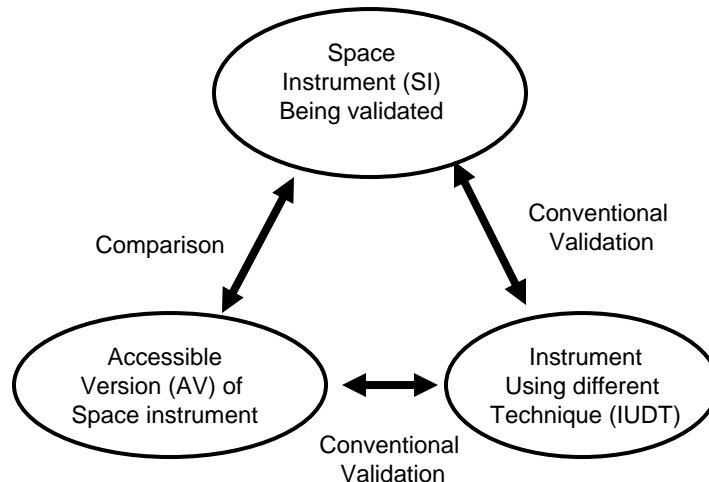 Space
Instrument (SI)
Being validated
Comparison
Conventional
Validation
Accessible
Version (AV) of
Space instrument
Instrument
Using different
Technique (IUDT)
Conventional
Validation